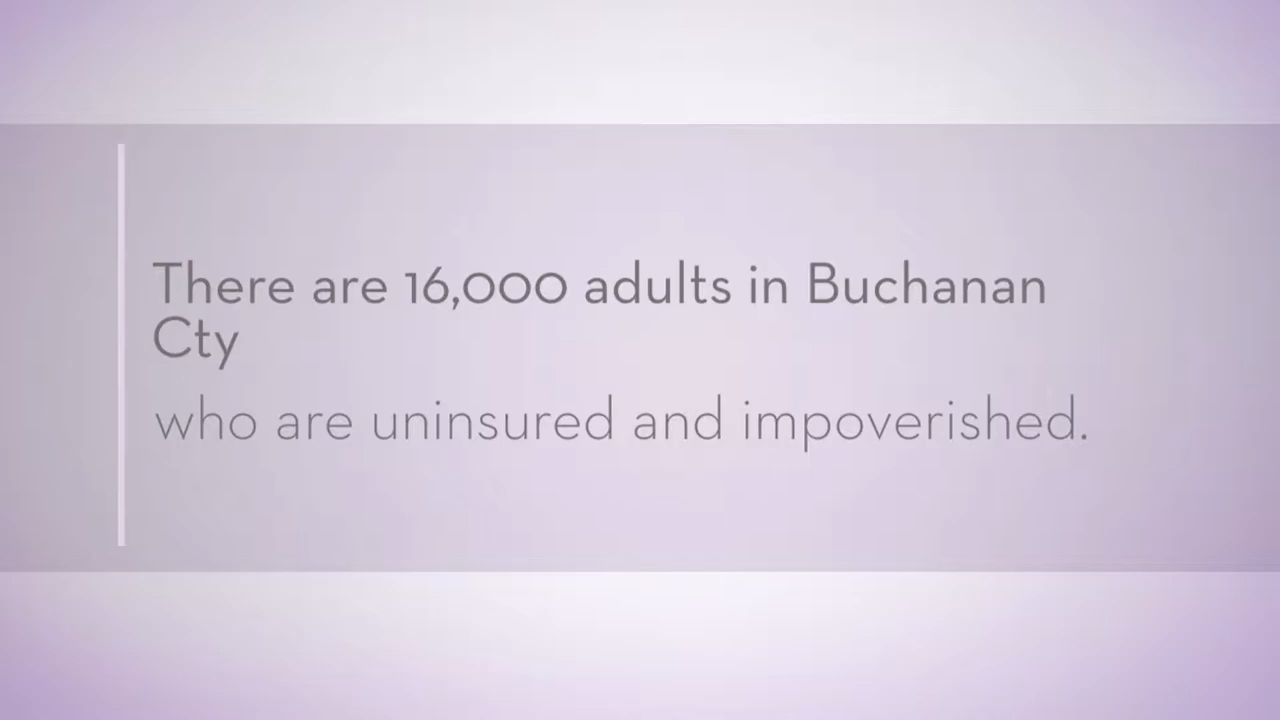 There are 16,000 adults in Buchanan
Cty
who are uninsured and impoverished.